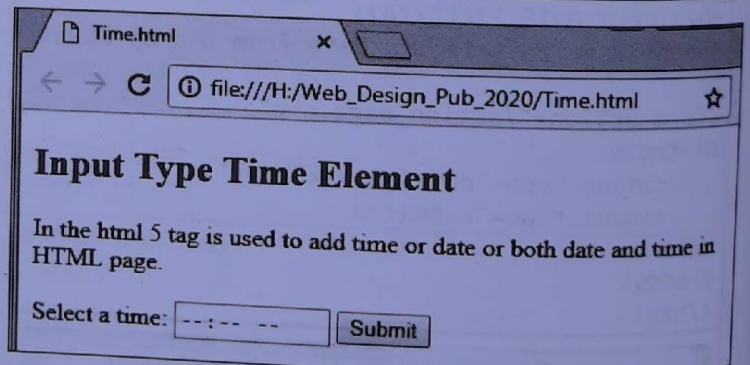 Time.html
file:///H:/Web_Design_Pub_2020/Time.html
Input Type Time Element
In the html 5 tag is used to add time or date or both date and time in
HTML page.
Select a time: --:-- -- Submit